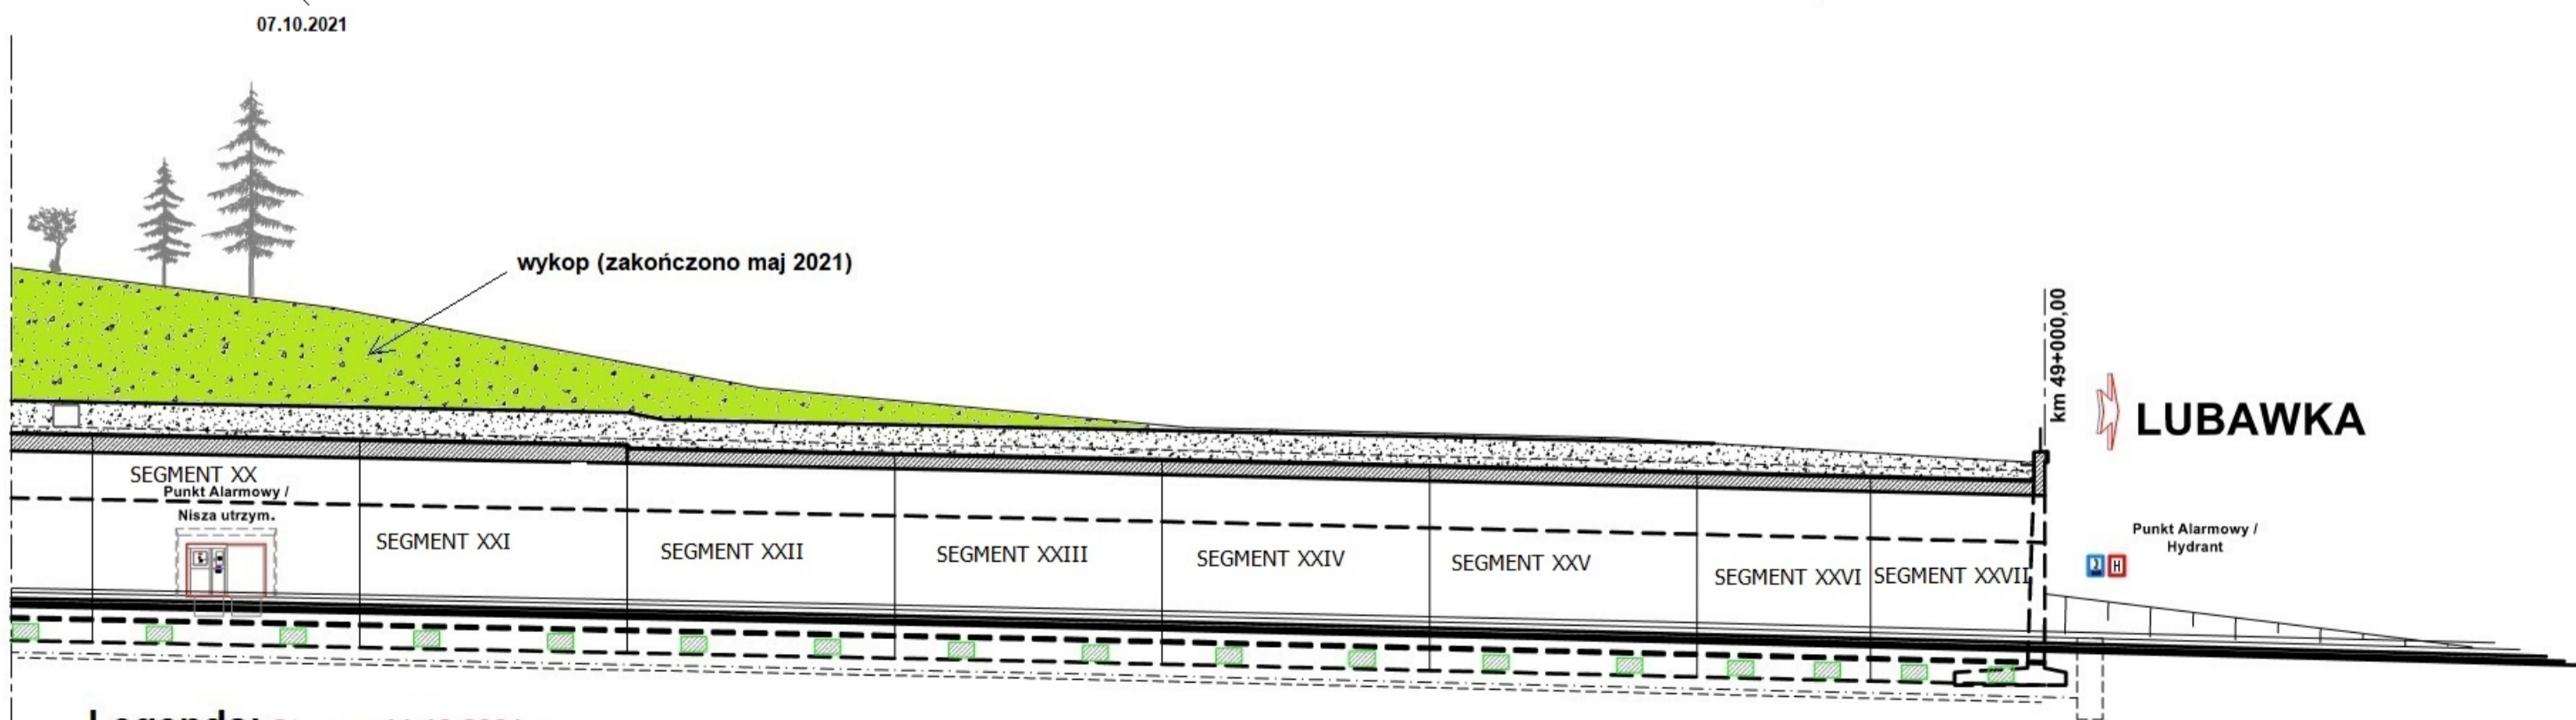 07.10.2021
wykop (zakończono maj 2021)
km 49+000,00
LUBAWKA
SEGMENT XX
Punkt Alarmowy /
Nisza utrzym.
SEGMENT XXI
SEGMENT XXII
SEGMENT XXIII
SEGMENT XXIV
SEGMENT XXV
SEGMENT XXVI
SEGMENT XXVII
Punkt Alarmowy /
Hydrant
H